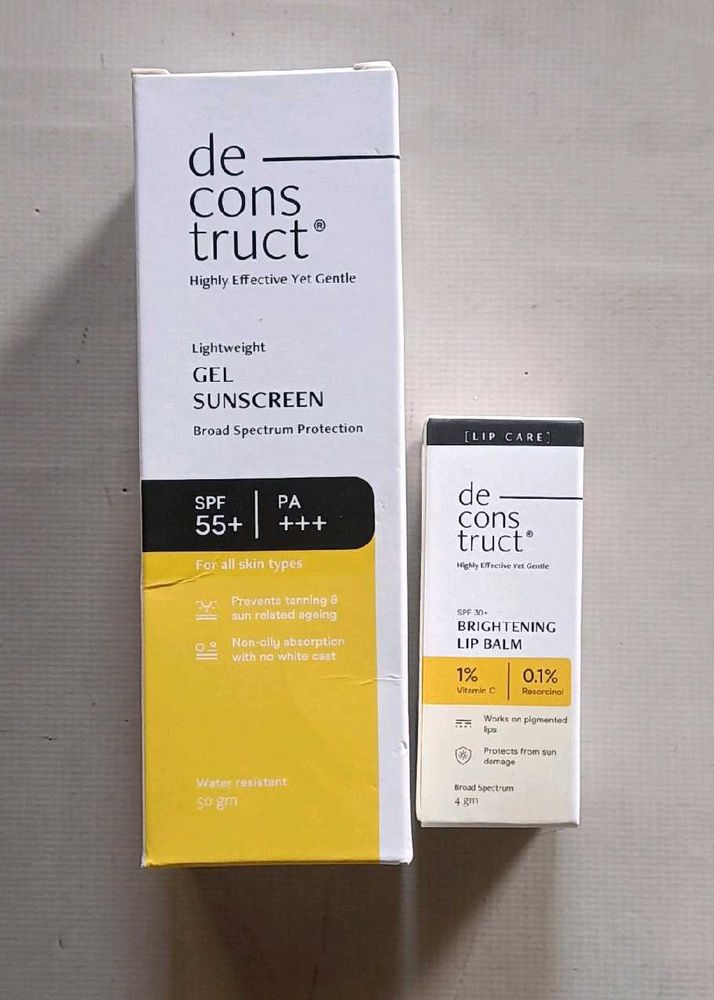 de
cons
truct®
Highly Effective Yet Gentle
Lightweight
GEL
SUNSCREEN
Broad Spectrum Protection
SPF
55+
PA
+++
For all skin types
Prevents tanning &
sun related ageing
Non-oily absorption
with no white cast
Water resistant
50 gm
[LIP CARE]
de
cons
truct®
Highly Effective Yet Gentle
SPF 30+
BRIGHTENING
LIP BALM
1%
Vitamin C
0.1%
Resorcinol
Works on pigmented
lips
Protects from sun
damage
Broad Spectrum
4 gm